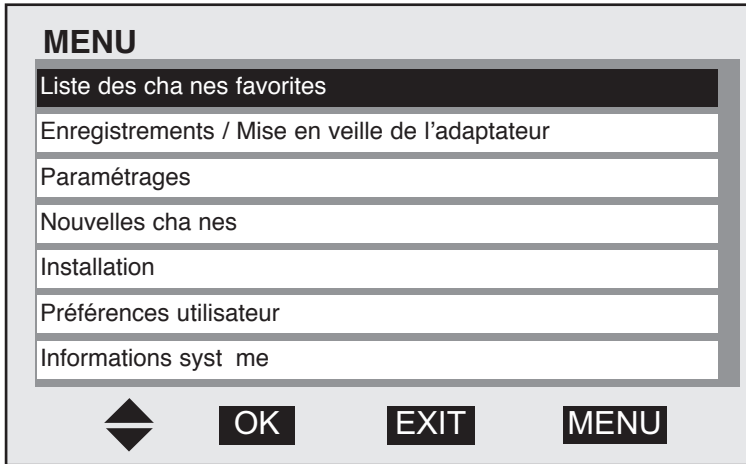 MENU
Liste des cha nes favorites
Enregistrements / Mise en veille de l’adaptateur
Paramétrages
Nouvelles cha nes
Installation
Préférences utilisateur
Informations syst me
OK EXIT MENU